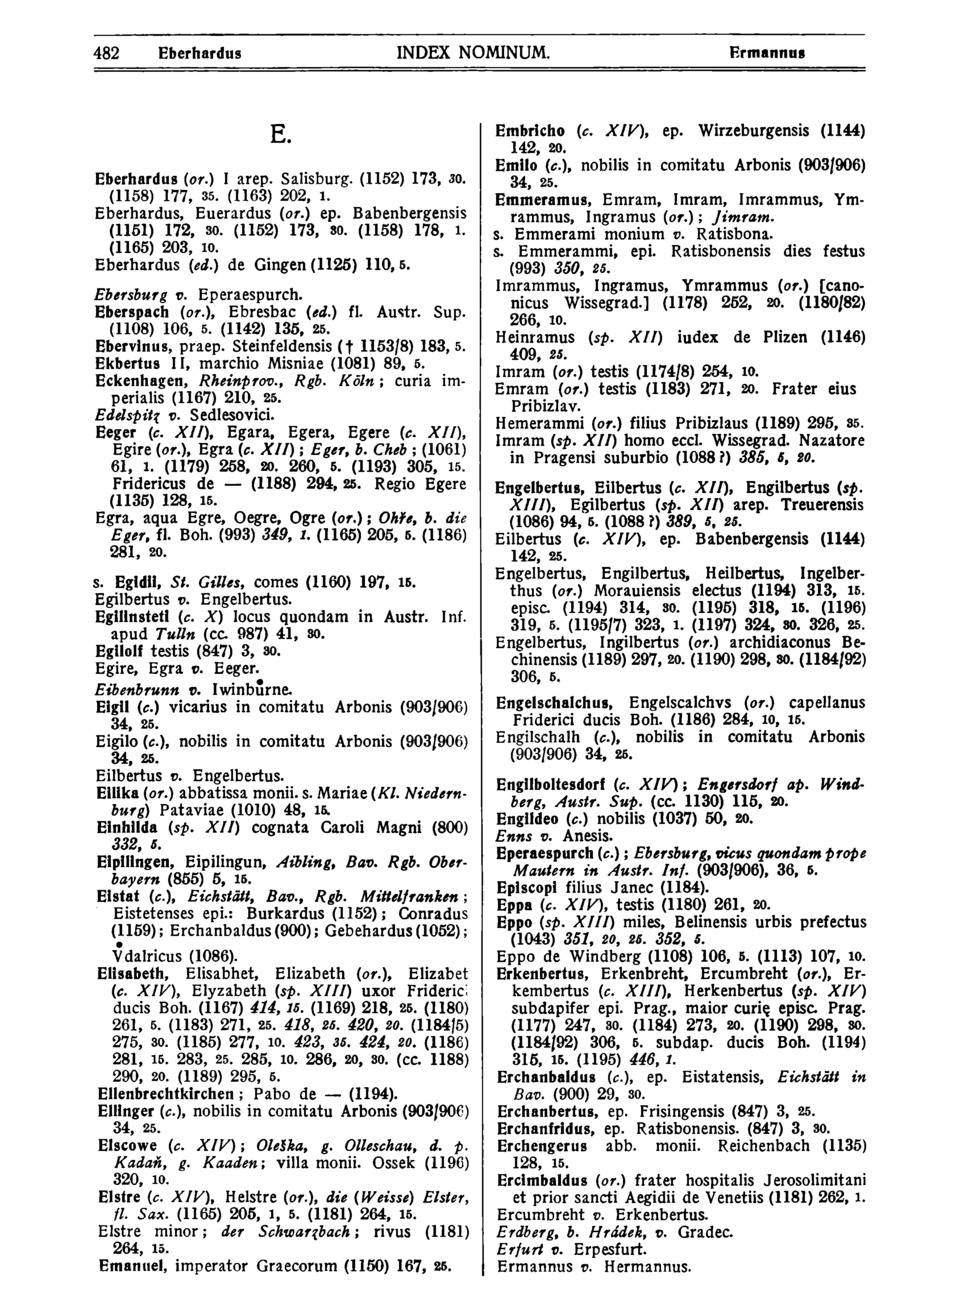 482 Eberhardus INDEX NOMINUM. Ermannus
E.
Eberhardus (or.) I arep. Salisburg. (1152) 173, 30.
(1158) 177, 35. (1163) 202, 1.
Eberhardus, Euerardus (or.) ep. Babenbergensis
(1151) 172, 30. (1152) 173, 30. (1158) 178, 1.
(1165) 203, 10.
Eberhardus (ed.) de Gingen (1125) 110, 5.
Ebersburg v. Eperaespurch.
Eberspach (or.), Ebresbac (ed.) fl. Austr. Sup.
(1108) 106, 5. (1142) 135, 25.
Ebervinus, praep. Steinfeldensis († 1153/8) 183, 5.
Ekbertus II, marchio Misniae (1081) 89, 5.
Eckenhagen, Rheinprov., Rgb. Köln ; curia im-
perialis (1167) 210, 25.
Edelspitz v. Sedlesovici.
Eeger (c. XII), Egara, Egera, Egere (c. XII),
Egire (or.), Egra (c. XII) ; Eger, b. Cheb ; (1061)
61, 1. (1179) 258, 20. 260, 5. (1193) 305, 15.
Fridericus de — (1188) 294, 25. Regio Egere
(1135) 128, 15.
Egra, aqua Egre, Oegre, Ogre (or.) ; Ohře, b. die
Eger, fl. Boh. (993) 349, 1. (1165) 205, 5. (1186)
281, 20.
s. Egidii, St. Gilles, comes (1160) 197, 15.
Egilbertus v. Engelbertus.
Egilinsteti (c. X) locus quondam in Austr. Inf.
apud Tulln (cc. 987) 41, 30.
Egilolf testis (847) 3, 30.
Egire, Egra v. Eeger.
Eibenbrunn v. Iwinbůrne.
Eigil (c.) vicarius in comitatu Arbonis (903/906)
34, 25.
Eigilo (c.), nobilis in comitatu Arbonis (903/906)
34, 25.
Eilbertus v. Engelbertus.
Eilika (or.) abbatissa monii. s. Mariae (Kl. Niedern-
burg) Pataviae (1010) 48, 15.
Einhilda (sp. XII) cognata Caroli Magni (800)
332, 5.
Eipilingen, Eipilingun, Aibling, Bav. Rgb. Ober-
bayern (855) 5, 15.
Eistat (c.), Eichstätt, Bav., Rgb. Mittelfranken ;
Eistetenses epi.: Burkardus (1152) ; Conradus
(1159) ; Erchanbaldus (900) ; Gebehardus (1052) ;
V̊dalricus (1086).
Elisabeth, Elisabhet, Elizabeth (or.), Elizabet
(c. XIV), Elyzabeth (sp. XIII) uxor Friderici
ducis Boh. (1167) 414, 15. (1169) 218, 25. (1180)
261, 5. (1183) 271, 25. 418, 25. 420, 20. (1184/5)
275, 30. (1185) 277, 10. 423, 35. 424, 20. (1186)
281, 15. 283, 25. 285, 10. 286, 20, 30. (cc. 1188)
290, 20. (1189) 295, 5.
Ellenbrechtkirchen ; Pabo de — (1194).
Ellinger (c.), nobilis in comitatu Arbonis (903/906)
34, 25.
Elscowe (c. XIV) ; Oleška, g. Olleschau, d. p.
Kadaň, g. Kaaden ; villa monii. Ossek (1196)
320, 10.
Elstre (c. XIV), Helstre (or.), die (Weisse) Elster,
fl. Sax. (1165) 205, 1, 5. (1181) 264, 15.
Elstre minor ; der Schwarzbach ; rivus (1181)
264, 15.
Emanuel, imperator Graecorum (1150) 167, 25.
Embricho (c. XIV), ep. Wirzeburgensis (1144)
142, 20.
Emilo (c.), nobilis in comitatu Arbonis (903/906)
34, 25.
Emmeramus, Emram, Imram, Imrammus, Ym-
rammus, Ingramus (or.) ; Jimram.
s. Emmerami monium v. Ratisbona.
s. Emmerammi, epi. Ratisbonensis dies festus
(993) 350, 25.
Imrammus, Ingramus, Ymrammus (or.) [cano-
nicus Wissegrad.] (1178) 252, 20. (1180/82)
266, 10.
Heinramus (sp. XII) iudex de Plizen (1146)
409, 25.
Imram (or.) testis (1174/8) 254, 10.
Emram (or.) testis (1183) 271, 20. Frater eius
Pribizlav.
Hemerammi (or.) filius Pribizlaus (1189) 295, 35.
Imram (sp. XII) homo eccl. Wissegrad. Nazatore
in Pragensi suburbio (1088 ?) 385, 5, 20.
Engelbertus, Eilbertus (c. XII), Engilbertus (sp.
XIII), Egilbertus (sp. XII) arep. Treuerensis
(1086) 94, 5. (1088 ?) 389, 5, 25.
Eilbertus (c. XIV), ep. Babenbergensis (1144)
142, 25.
Engelbertus, Engilbertus, Heilbertus, Ingelber-
thus (or.) Morauiensis electus (1194) 313, 15.
episc. (1194) 314, 30. (1195) 318, 15. (1196)
319, 5. (1195/7) 323, 1. (1197) 324, 30. 326, 25.
Engelbertus, Ingilbertus (or.) archidiaconus Be-
chinensis (1189) 297, 20. (1190) 298, 30. (1184/92)
306, 5.
Engelschalchus, Engelscalchvs (or.) capellanus
Friderici ducis Boh. (1186) 284, 10, 15.
Engilschalh (c.), nobilis in comitatu Arbonis
(903/906) 34, 25.
Engilboltesdorf (c. XIV) ; Engersdorf ap. Wind-
berg, Austr. Sup. (cc. 1130) 115, 20.
Engildeo (c.) nobilis (1037) 50, 20.
Enns v. Anesis.
Eperaespurch (c.) ; Ebersburg, vicus quondam prope
Mautern in Austr. Inf. (903/906), 36, 5.
Episcopi filius Janec (1184).
Eppa (c. XIV), testis (1180) 261, 20.
Eppo (sp. XIII) miles, Belinensis urbis prefectus
(1043) 351, 20, 25. 352, 5.
Eppo de Windberg (1108) 106, 5. (1113) 107, 10.
Erkenbertus, Erkenbreht, Ercumbreht (or.), Er-
kembertus (c. XIII), Herkenbertus (sp. XIV)
subdapifer epi. Prag., maior curię episc. Prag.
(1177) 247, 30. (1184) 273, 20. (1190) 298, 30.
(1184/92) 306, 5. subdap. ducis Boh. (1194)
315, 15. (1195) 446, 1.
Erchanbaldus (c.), ep. Eistatensis, Eichstätt in
Bav. (900) 29, 30.
Erchanbertus, ep. Frisingensis (847) 3, 25.
Erchanfridus, ep. Ratisbonensis. (847) 3, 30.
Erchengerus abb. monii. Reichenbach (1135)
128, 15.
Ercimbaldus (or.) frater hospitalis Jerosolimitani
et prior sancti Aegidii de Venetiis (1181) 262, 1.
Ercumbreht v. Erkenbertus.
Erdberg, b. Hrádek, v. Gradec.
Erfurt v. Erpesfurt.
Ermannus v. Hermannus.